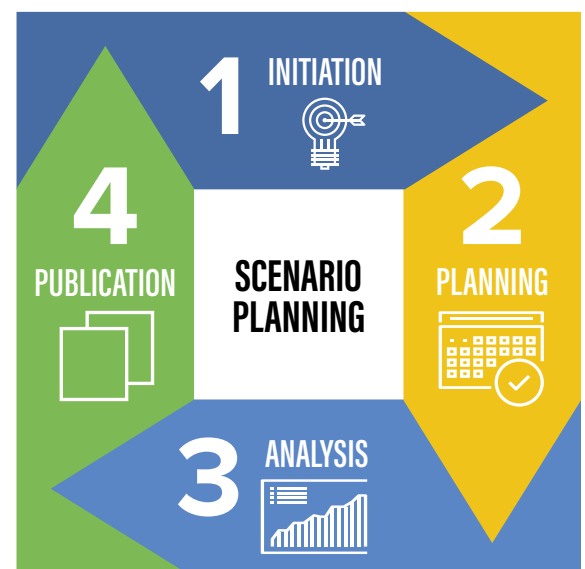 1 INITIATION
2
PLANNING
3 ANALYSIS
4
PUBLICATION
SCENARIO
PLANNING